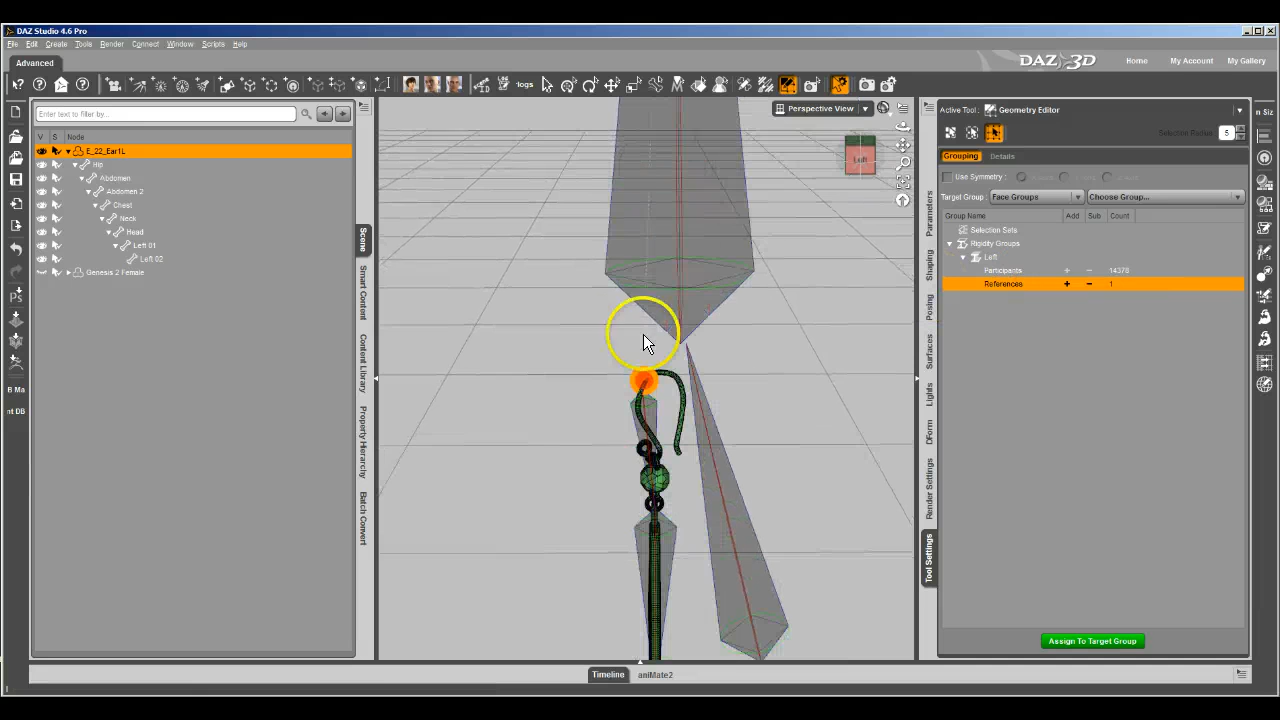 DAZ Studio 4.6 Pro
File Edit Create Tools Render Connect Window Scripts Help
Advanced
DAZ 3D
Home My Account My Gallery
*logs
Enter text to filter by...
V S Node
E_22_Ear1L
Hip
Abdomen
Abdomen 2
Chest
Neck
Head
Left 01
Left 02
Genesis 2 Female
B Ma
nt DB
Scene
Smart Content
Content Library
Property Hierarchy
Batch Convert
Perspective View
Left
Parameters
Shaping
Posing
Surfaces
Lights
DForm
Render Settings
Tool Settings
Active Tool : Geometry Editor
Selection Radius 5
Grouping Details
Use Symmetry :
Target Group : Face Groups Choose Group...
Group Name Add Sub Count
Selection Sets
Rigidity Groups
Left
Participants + − 14378
References + − 1
Assign To Target Group
n Siz
Timeline aniMate2